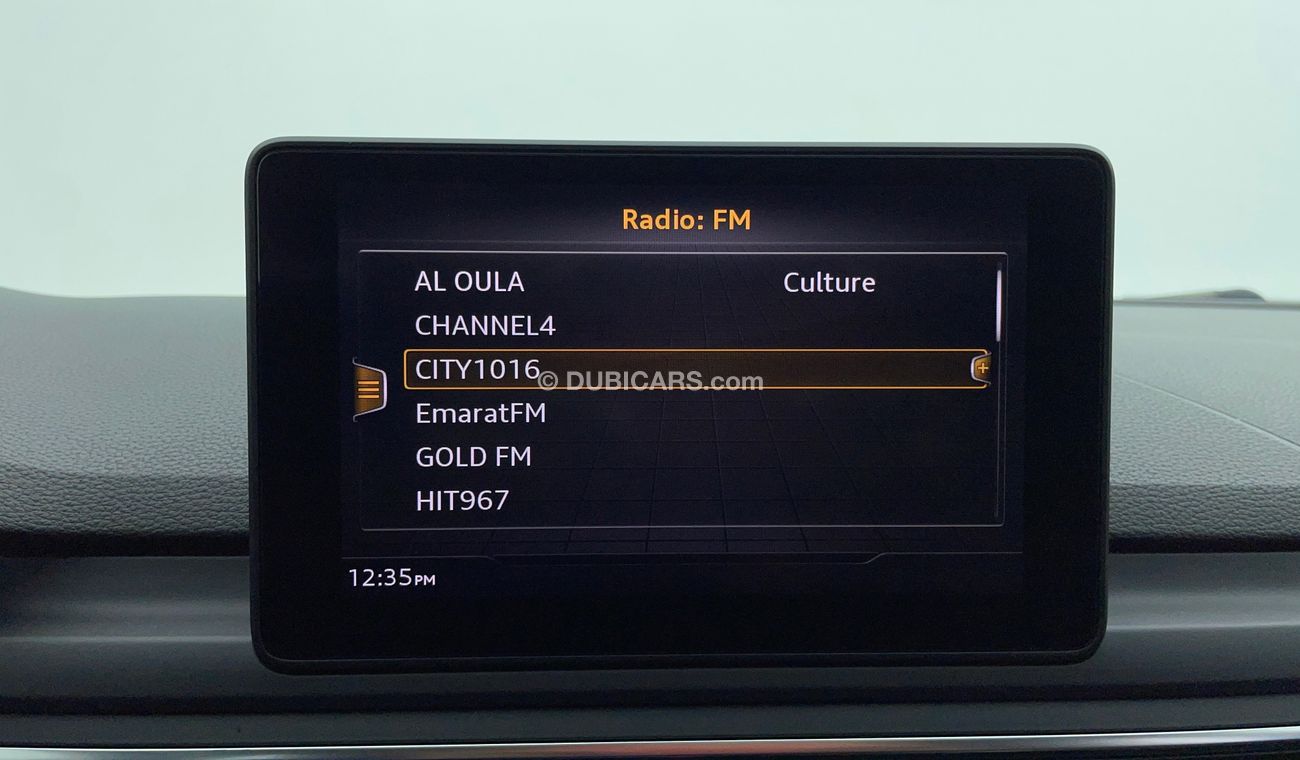 Radio: FM
AL OULA Culture
CHANNEL4
CITY1016
© DUBICARS.com
EmaratFM
GOLD FM
HIT967
12:35PM